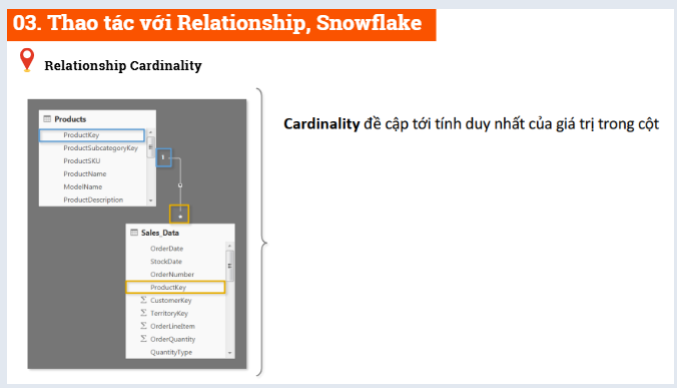 03. Thao tác với Relationship, Snowflake
Relationship Cardinality
Cardinality đề cập tới tính duy nhất của giá trị trong cột
Products
ProductKey
ProductSubcategoryKey
ProductSKU
ProductName
ModelName
ProductDescription
1
*
Sales_Data
OrderDate
StockDate
OrderNumber
ProductKey
Σ CustomerKey
Σ TerritoryKey
Σ OrderLineItem
Σ OrderQuantity
QuantityType